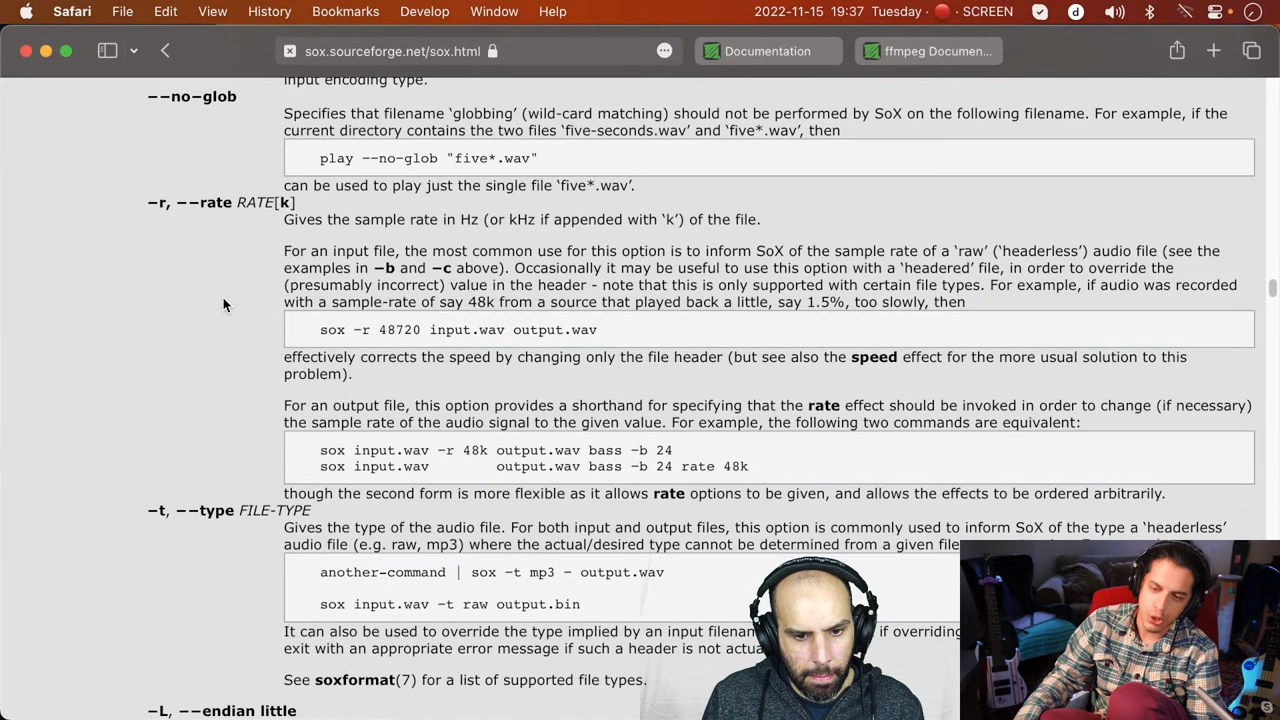 Safari File Edit View History Bookmarks Develop Window Help 2022-11-15 19:37 Tuesday SCREEN
sox.sourceforge.net/sox.html Documentation ffmpeg Documen...
input encoding type.
--no-glob
Specifies that filename ‘globbing’ (wild-card matching) should not be performed by SoX on the following filename. For example, if the
current directory contains the two files ‘five-seconds.wav’ and ‘five*.wav’, then
play --no-glob "five*.wav"
can be used to play just the single file ‘five*.wav’.
-r, --rate RATE[k]
Gives the sample rate in Hz (or kHz if appended with ‘k’) of the file.
For an input file, the most common use for this option is to inform SoX of the sample rate of a ‘raw’ (‘headerless’) audio file (see the
examples in -b and -c above). Occasionally it may be useful to use this option with a ‘headered’ file, in order to override the
(presumably incorrect) value in the header - note that this is only supported with certain file types. For example, if audio was recorded
with a sample-rate of say 48k from a source that played back a little, say 1.5%, too slowly, then
sox -r 48720 input.wav output.wav
effectively corrects the speed by changing only the file header (but see also the speed effect for the more usual solution to this
problem).
For an output file, this option provides a shorthand for specifying that the rate effect should be invoked in order to change (if necessary)
the sample rate of the audio signal to the given value. For example, the following two commands are equivalent:
sox input.wav -r 48k output.wav bass -b 24
sox input.wav output.wav bass -b 24 rate 48k
though the second form is more flexible as it allows rate options to be given, and allows the effects to be ordered arbitrarily.
-t, --type FILE-TYPE
Gives the type of the audio file. For both input and output files, this option is commonly used to inform SoX of the type a ‘headerless’
audio file (e.g. raw, mp3) where the actual/desired type cannot be determined from a given file
another-command | sox -t mp3 - output.wav
sox input.wav -t raw output.bin
It can also be used to override the type implied by an input filenam if overriding
exit with an appropriate error message if such a header is not actua
See soxformat(7) for a list of supported file types.
-L, --endian little